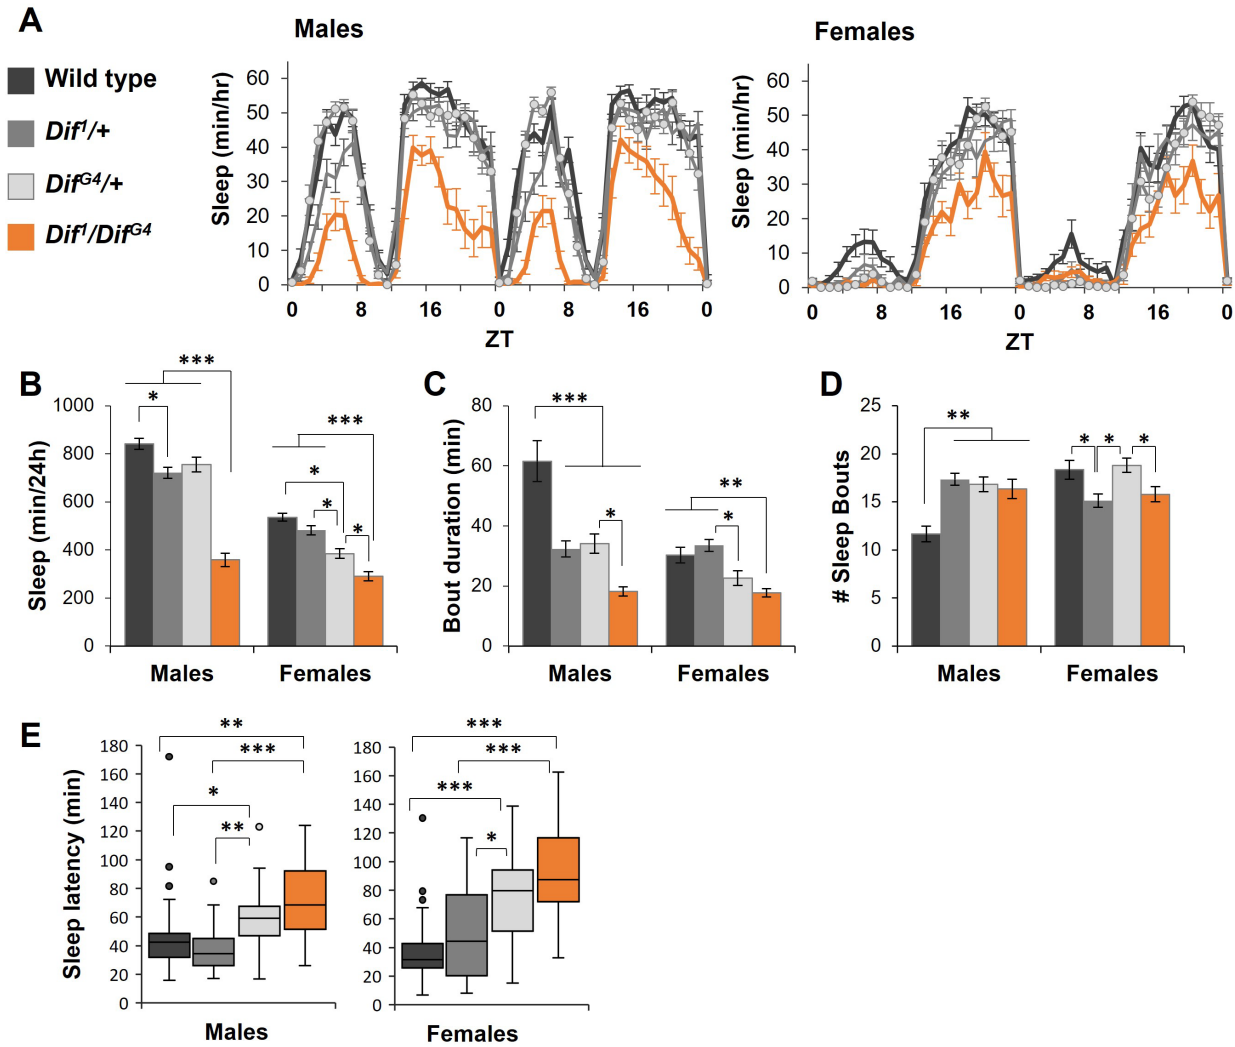 A
Males
Females
Wild type
Dif¹/+
Difᴳ⁴/+
Dif¹/Difᴳ⁴
Sleep (min/hr)
60
50
40
30
20
10
0
0 8 16 0 8 16 0
ZT
Sleep (min/hr)
60
50
40
30
20
10
0
0 8 16 0 8 16 0
ZT
B
Sleep (min/24h)
1000
800
600
400
200
0
***
*
***
*
*
*
Males Females
C
Bout duration (min)
80
60
40
20
0
***
*
**
*
Males Females
D
# Sleep Bouts
25
20
15
10
5
0
**
* * *
Males Females
E
Sleep latency (min)
180
160
140
120
100
80
60
40
20
0
**
***
*
**
Males
180
160
140
120
100
80
60
40
20
0
***
***
***
*
Females